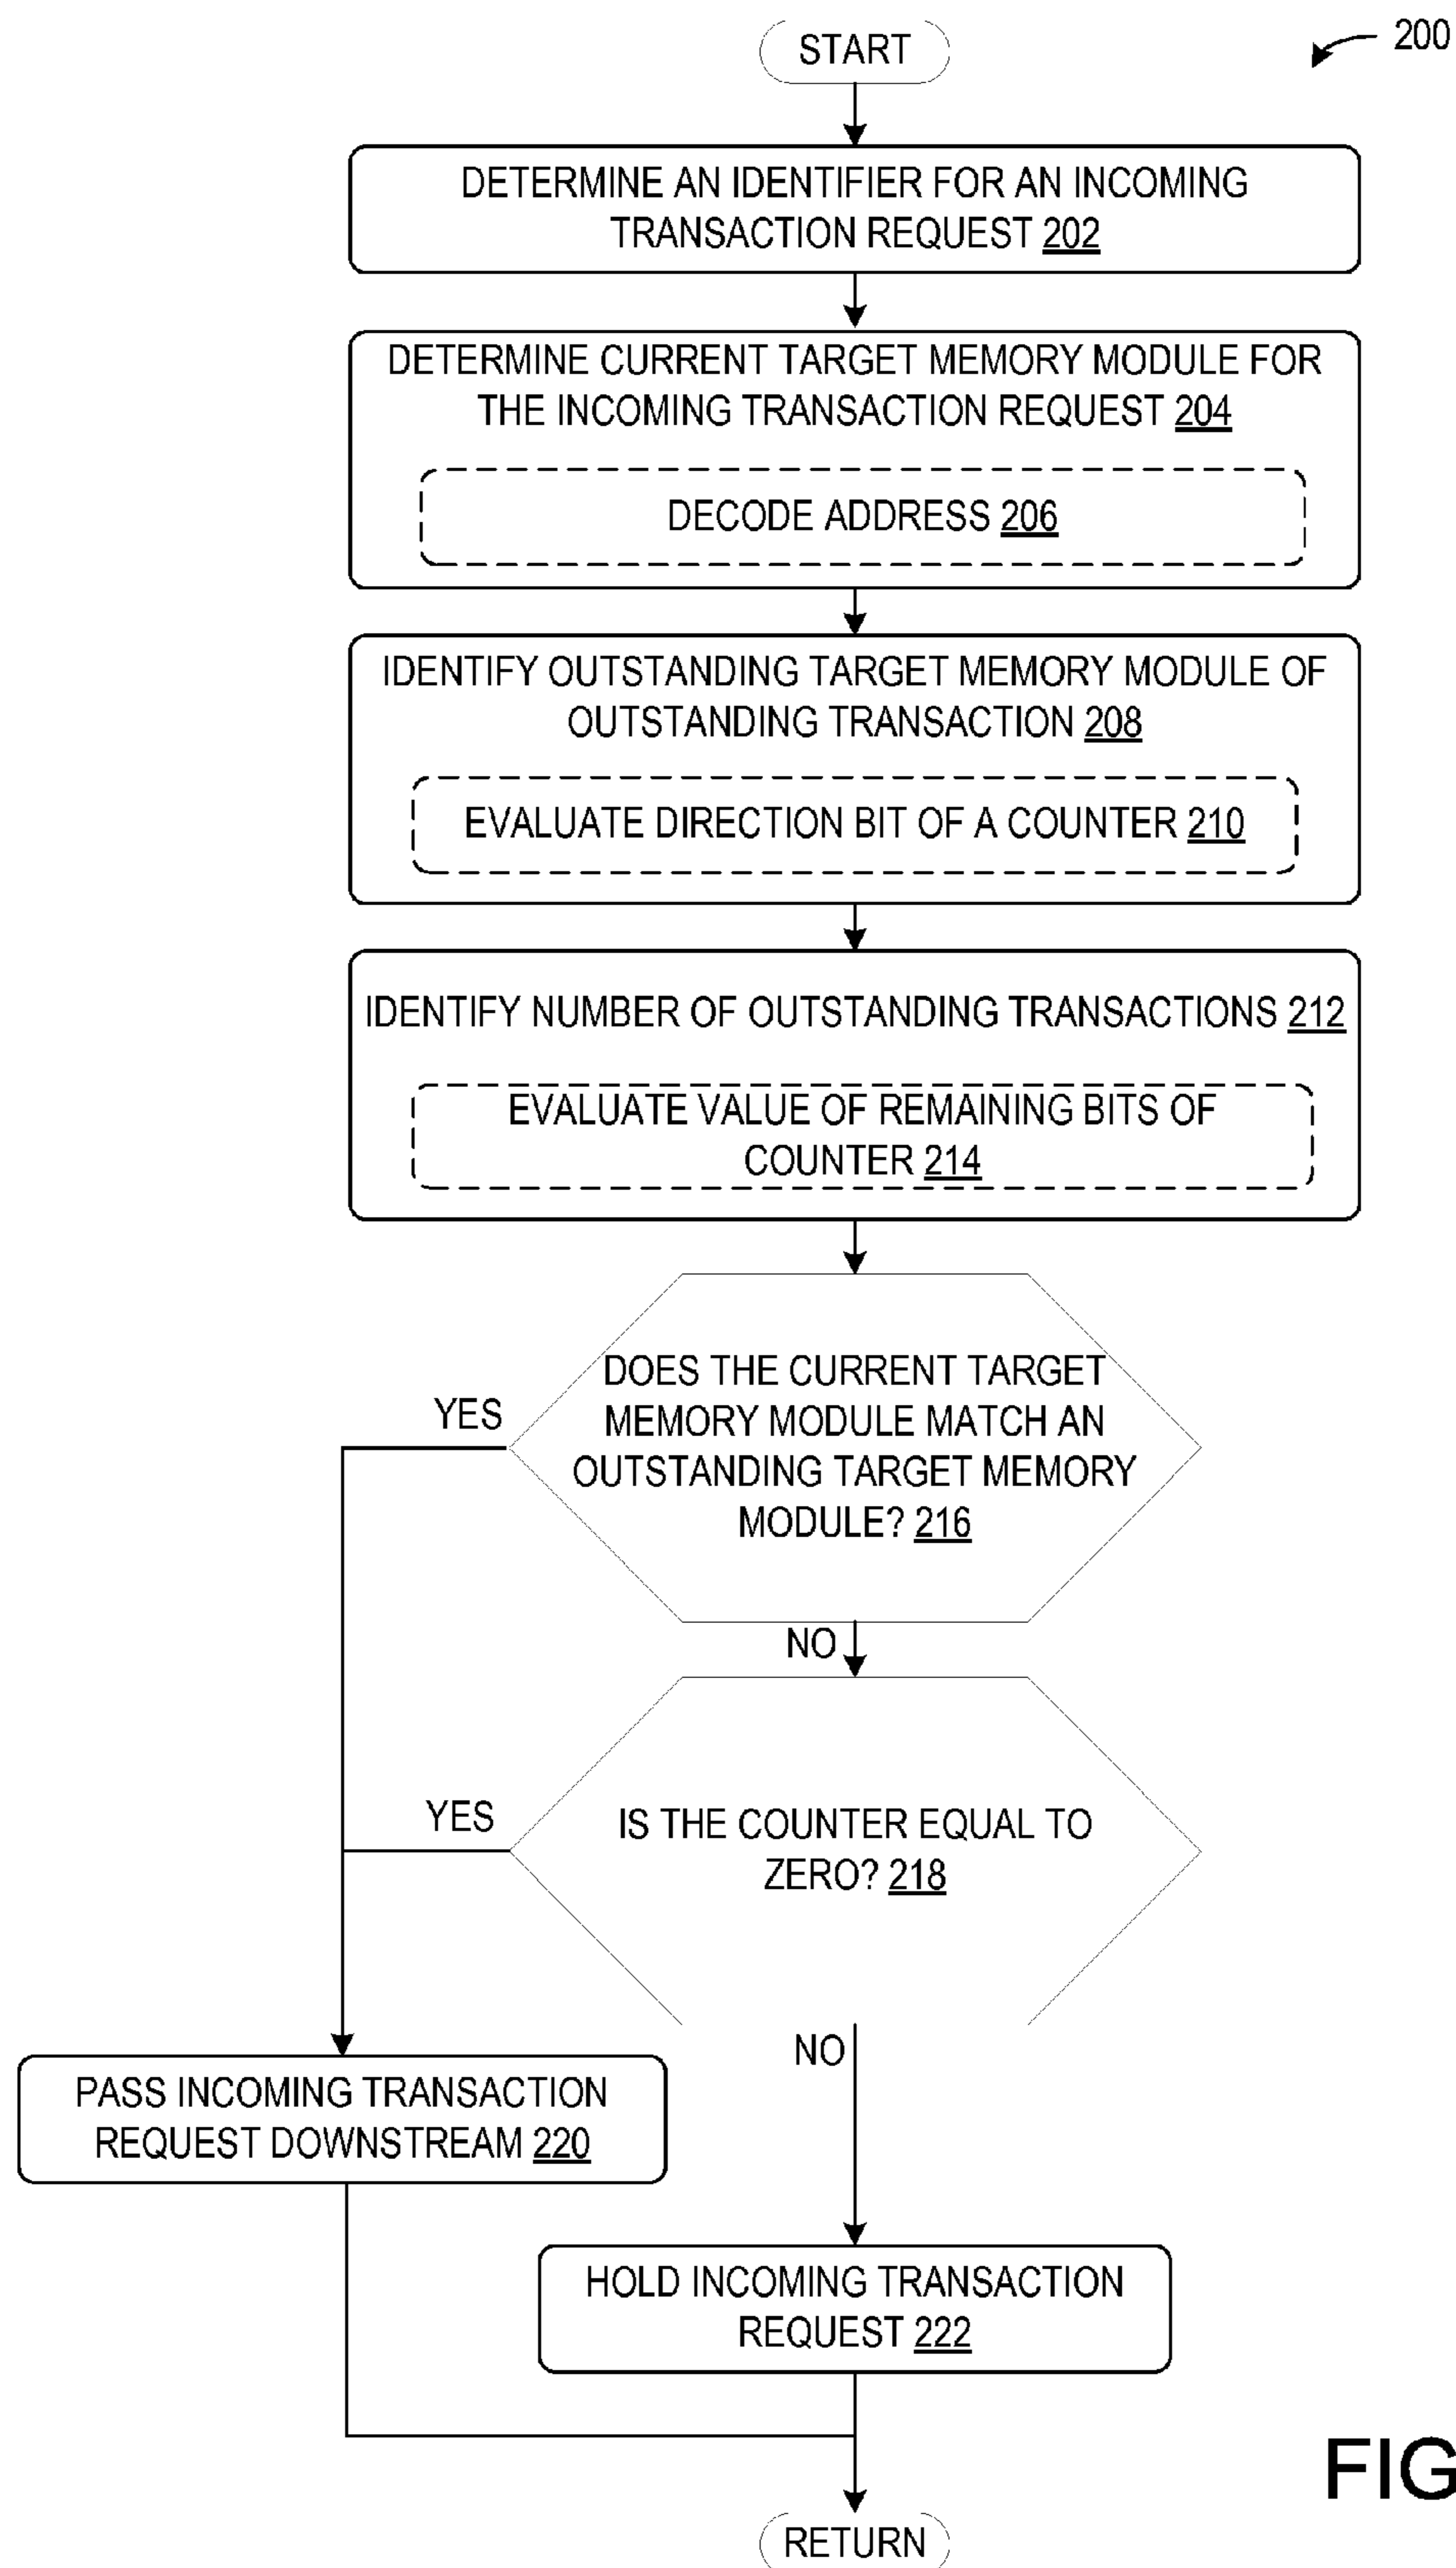 START
200
DETERMINE AN IDENTIFIER FOR AN INCOMING
TRANSACTION REQUEST 202
DETERMINE CURRENT TARGET MEMORY MODULE FOR
THE INCOMING TRANSACTION REQUEST 204
DECODE ADDRESS 206
IDENTIFY OUTSTANDING TARGET MEMORY MODULE OF
OUTSTANDING TRANSACTION 208
EVALUATE DIRECTION BIT OF A COUNTER 210
IDENTIFY NUMBER OF OUTSTANDING TRANSACTIONS 212
EVALUATE VALUE OF REMAINING BITS OF
COUNTER 214
DOES THE CURRENT TARGET
MEMORY MODULE MATCH AN
OUTSTANDING TARGET MEMORY
MODULE? 216
YES
NO
IS THE COUNTER EQUAL TO
ZERO? 218
YES
NO
PASS INCOMING TRANSACTION
REQUEST DOWNSTREAM 220
HOLD INCOMING TRANSACTION
REQUEST 222
FIG
RETURN